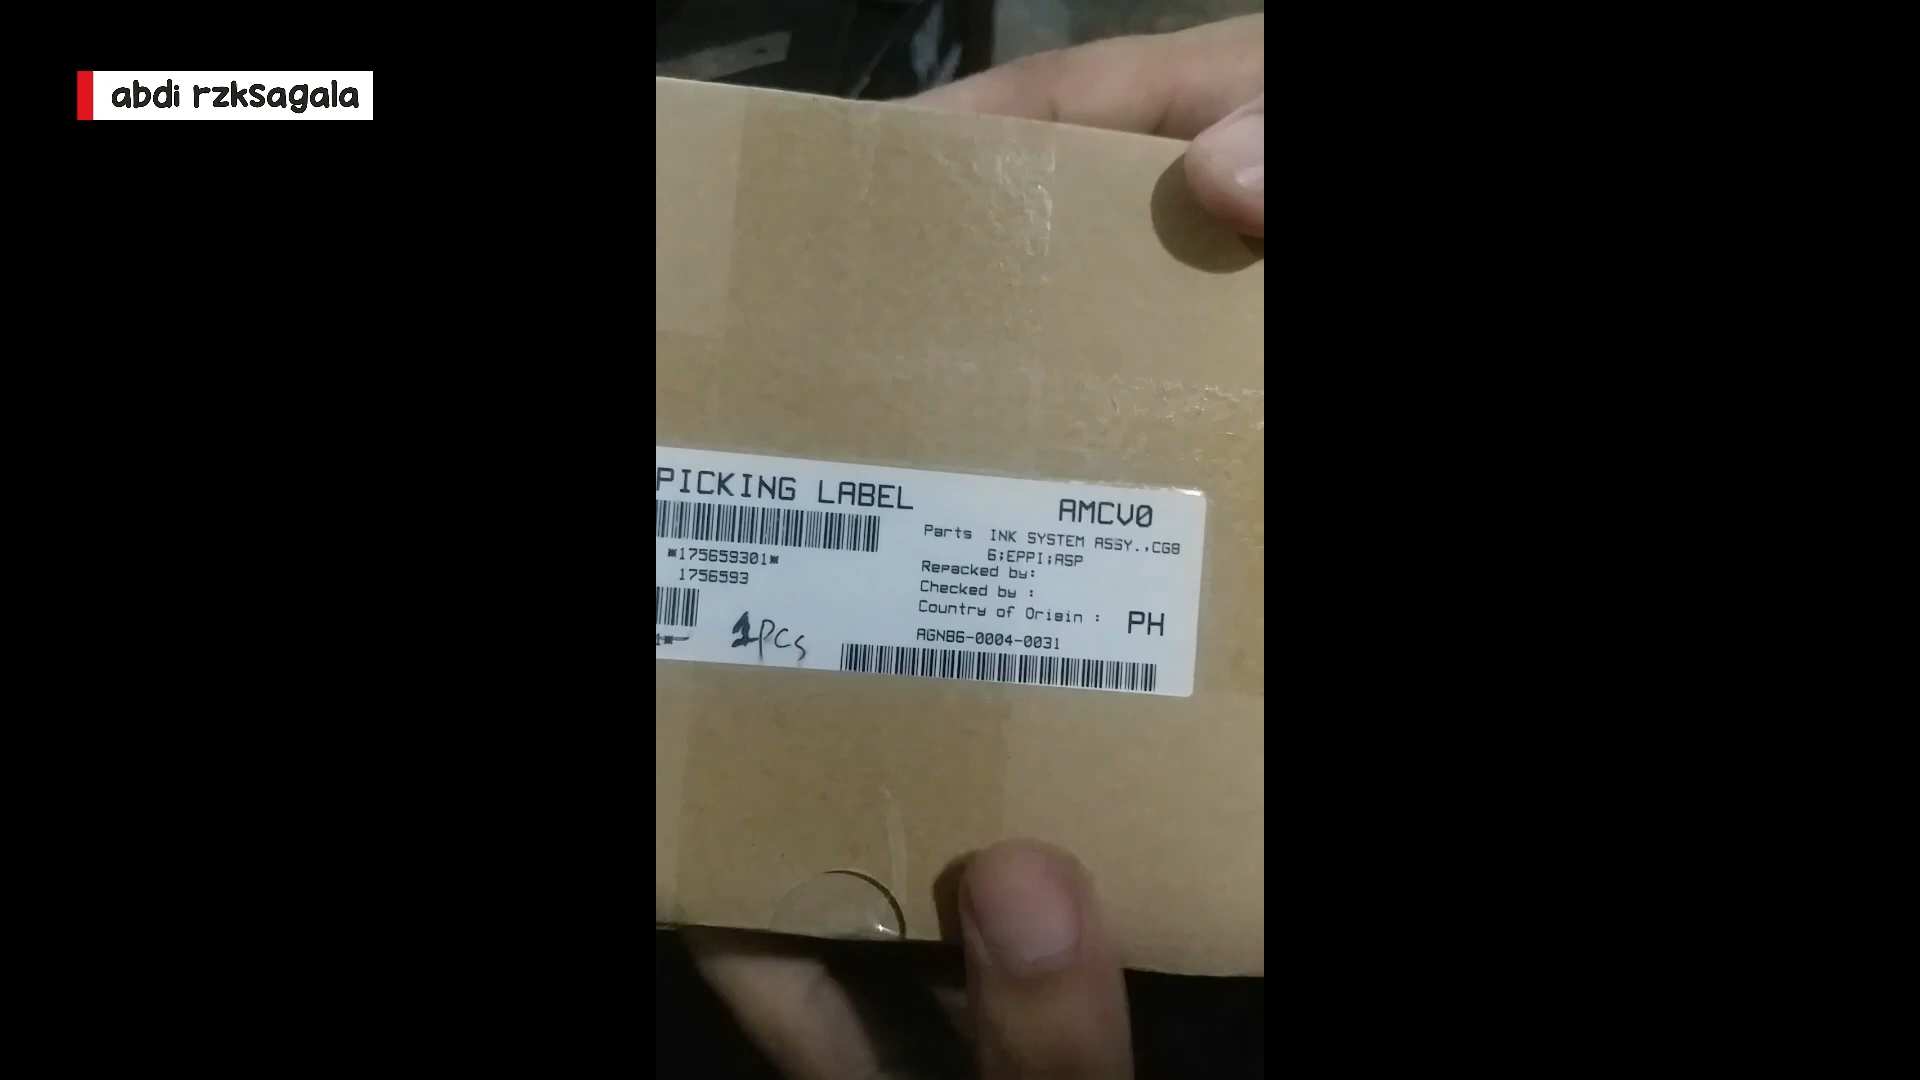 abdi rzksagala
PICKING LABEL
AMCV0
Parts INK SYSTEM ASSY.,CG8
6;EPPI;ASP
*175659301*
1756593
Repacked by:
Checked by :
Country of Origin : PH
1PCS
AGNB6-0004-0031